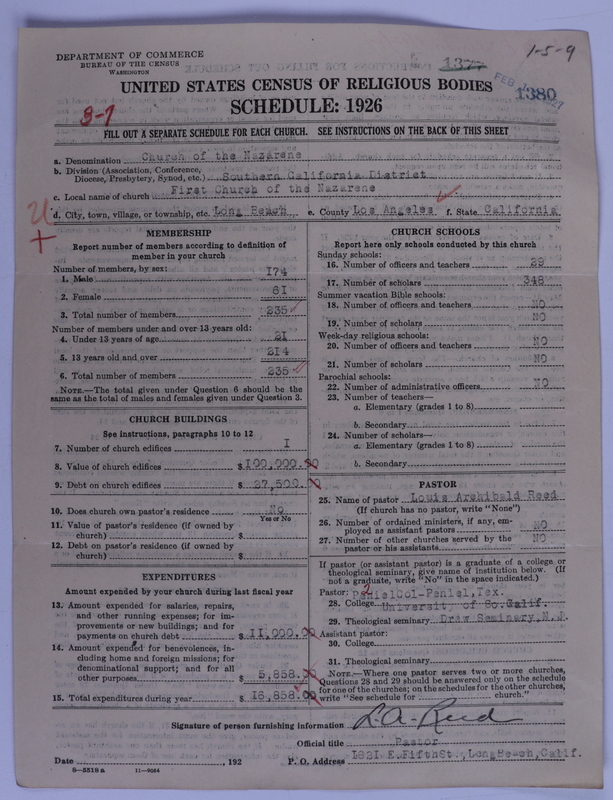 DEPARTMENT OF COMMERCE
BUREAU OF THE CENSUS
WASHINGTON
1377
1-5-9
1380
UNITED STATES CENSUS OF RELIGIOUS BODIES
SCHEDULE: 1926
8-7
FILL OUT A SEPARATE SCHEDULE FOR EACH CHURCH. SEE INSTRUCTIONS ON THE BACK OF THIS SHEET
a. Denomination Church of the Nazarene
b. Division (Association, Conference,
Diocese, Presbytery, Synod, etc.) Southern California District
c. Local name of church First Church of the Nazarene
d. City, town, village, or township, etc. Long Beach e. County Los Angeles f. State California
MEMBERSHIP
Report number of members according to definition of
member in your church
Number of members, by sex:
1. Male 174
2. Female 61
3. Total number of members 235
Number of members under and over 13 years old:
4. Under 13 years of age 21
5. 13 years old and over 214
6. Total number of members 235
NOTE.—The total given under Question 6 should be the
same as the total of males and females given under Question 3.
CHURCH BUILDINGS
See instructions, paragraphs 10 to 12
7. Number of church edifices 1
8. Value of church edifices $100,000.00
9. Debt on church edifices $37,500.00
10. Does church own pastor's residence No
Yes or No
11. Value of pastor's residence (if owned by
church) $
12. Debt on pastor's residence (if owned by
church) $
EXPENDITURES
Amount expended by your church during last fiscal year
13. Amount expended for salaries, repairs,
and other running expenses; for im-
provements or new buildings; and for
payments on church debt $11,000.00
14. Amount expended for benevolences, in-
cluding home and foreign missions; for
denominational support; and for all
other purposes $5,858.00
15. Total expenditures during year $16,858.00
CHURCH SCHOOLS
Report here only schools conducted by this church
Sunday schools:
16. Number of officers and teachers 29
17. Number of scholars 348
Summer vacation Bible schools:
18. Number of officers and teachers NO
19. Number of scholars NO
Week-day religious schools:
20. Number of officers and teachers NO
21. Number of scholars NO
Parochial schools:
22. Number of administrative officers NO
23. Number of teachers—
a. Elementary (grades 1 to 8)
b. Secondary
24. Number of scholars—
a. Elementary (grades 1 to 8)
b. Secondary
PASTOR
25. Name of pastor Louis Archibald Reed
(If church has no pastor, write "None")
26. Number of ordained ministers, if any, em-
ployed as assistant pastors NO
27. Number of other churches served by the
pastor or his assistants NO
If pastor (or assistant pastor) is a graduate of a college or
theological seminary, give name of institution below. (If
not a graduate, write "No" in the space indicated.)
Pastor: PenielCol-Peniel,Tex.
28. College University of So.Calif.
29. Theological seminary Drew Seminary,N.J.
Assistant pastor:
30. College
31. Theological seminary
NOTE.—Where one pastor serves two or more churches,
Questions 28 and 29 should be answered only on the schedule
for one of the churches; on the schedules for the other churches,
write "See schedule for church."
Signature of person furnishing information L.A. Reed
Official title Pastor
Date , 192 P. O. Address 1821 E.FifthSt.,LongBeach,Calif.
8-5518 a 11-9064